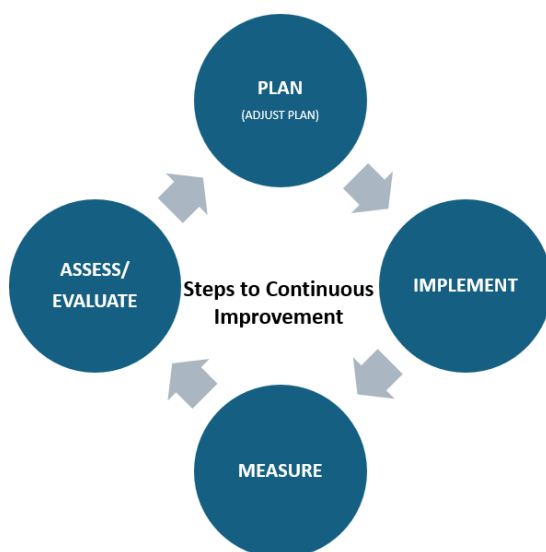 PLAN
(ADJUST PLAN)
IMPLEMENT
MEASURE
ASSESS/
EVALUATE
Steps to Continuous
Improvement